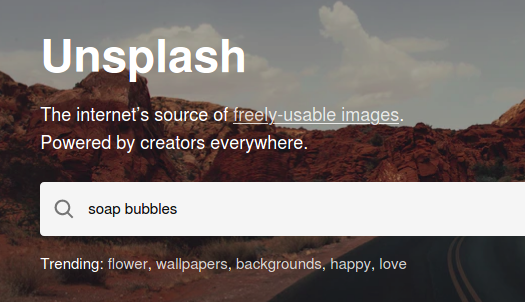 Unsplash
The internet's source of freely-usable images.
Powered by creators everywhere.
soap bubbles
Trending: flower, wallpapers, backgrounds, happy, love